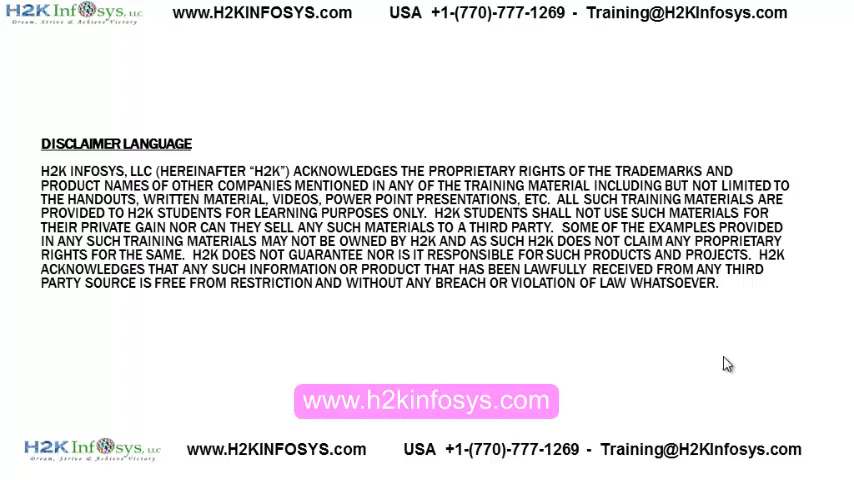 H2K Infosys, LLC www.H2KINFOSYS.com USA +1-(770)-777-1269 - Training@H2KInfosys.com
Dream, Strive & Achieve Victory
DISCLAIMER LANGUAGE
H2K INFOSYS, LLC (HEREINAFTER “H2K”) ACKNOWLEDGES THE PROPRIETARY RIGHTS OF THE TRADEMARKS AND
PRODUCT NAMES OF OTHER COMPANIES MENTIONED IN ANY OF THE TRAINING MATERIAL INCLUDING BUT NOT LIMITED TO
THE HANDOUTS, WRITTEN MATERIAL, VIDEOS, POWER POINT PRESENTATIONS, ETC. ALL SUCH TRAINING MATERIALS ARE
PROVIDED TO H2K STUDENTS FOR LEARNING PURPOSES ONLY. H2K STUDENTS SHALL NOT USE SUCH MATERIALS FOR
THEIR PRIVATE GAIN NOR CAN THEY SELL ANY SUCH MATERIALS TO A THIRD PARTY. SOME OF THE EXAMPLES PROVIDED
IN ANY SUCH TRAINING MATERIALS MAY NOT BE OWNED BY H2K AND AS SUCH H2K DOES NOT CLAIM ANY PROPRIETARY
RIGHTS FOR THE SAME. H2K DOES NOT GUARANTEE NOR IS IT RESPONSIBLE FOR SUCH PRODUCTS AND PROJECTS. H2K
ACKNOWLEDGES THAT ANY SUCH INFORMATION OR PRODUCT THAT HAS BEEN LAWFULLY RECEIVED FROM ANY THIRD
PARTY SOURCE IS FREE FROM RESTRICTION AND WITHOUT ANY BREACH OR VIOLATION OF LAW WHATSOEVER.
www.h2kinfosys.com
H2K Infosys, LLC www.H2KINFOSYS.com USA +1-(770)-777-1269 - Training@H2KInfosys.com
Dream, Strive & Achieve Victory